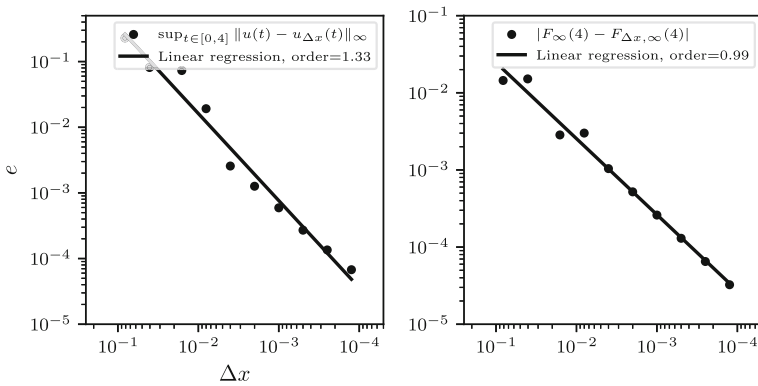 sup_{t∈[0,4]} ‖u(t) − u_{Δx}(t)‖_∞
Linear regression, order=1.33
10^{-1}
10^{-2}
10^{-3}
10^{-4}
10^{-5}
e
10^{-1} 10^{-2} 10^{-3} 10^{-4}
Δx
|F_∞(4) − F_{Δx,∞}(4)|
Linear regression, order=0.99
10^{-1}
10^{-2}
10^{-3}
10^{-4}
10^{-5}
10^{-1} 10^{-2} 10^{-3} 10^{-4}